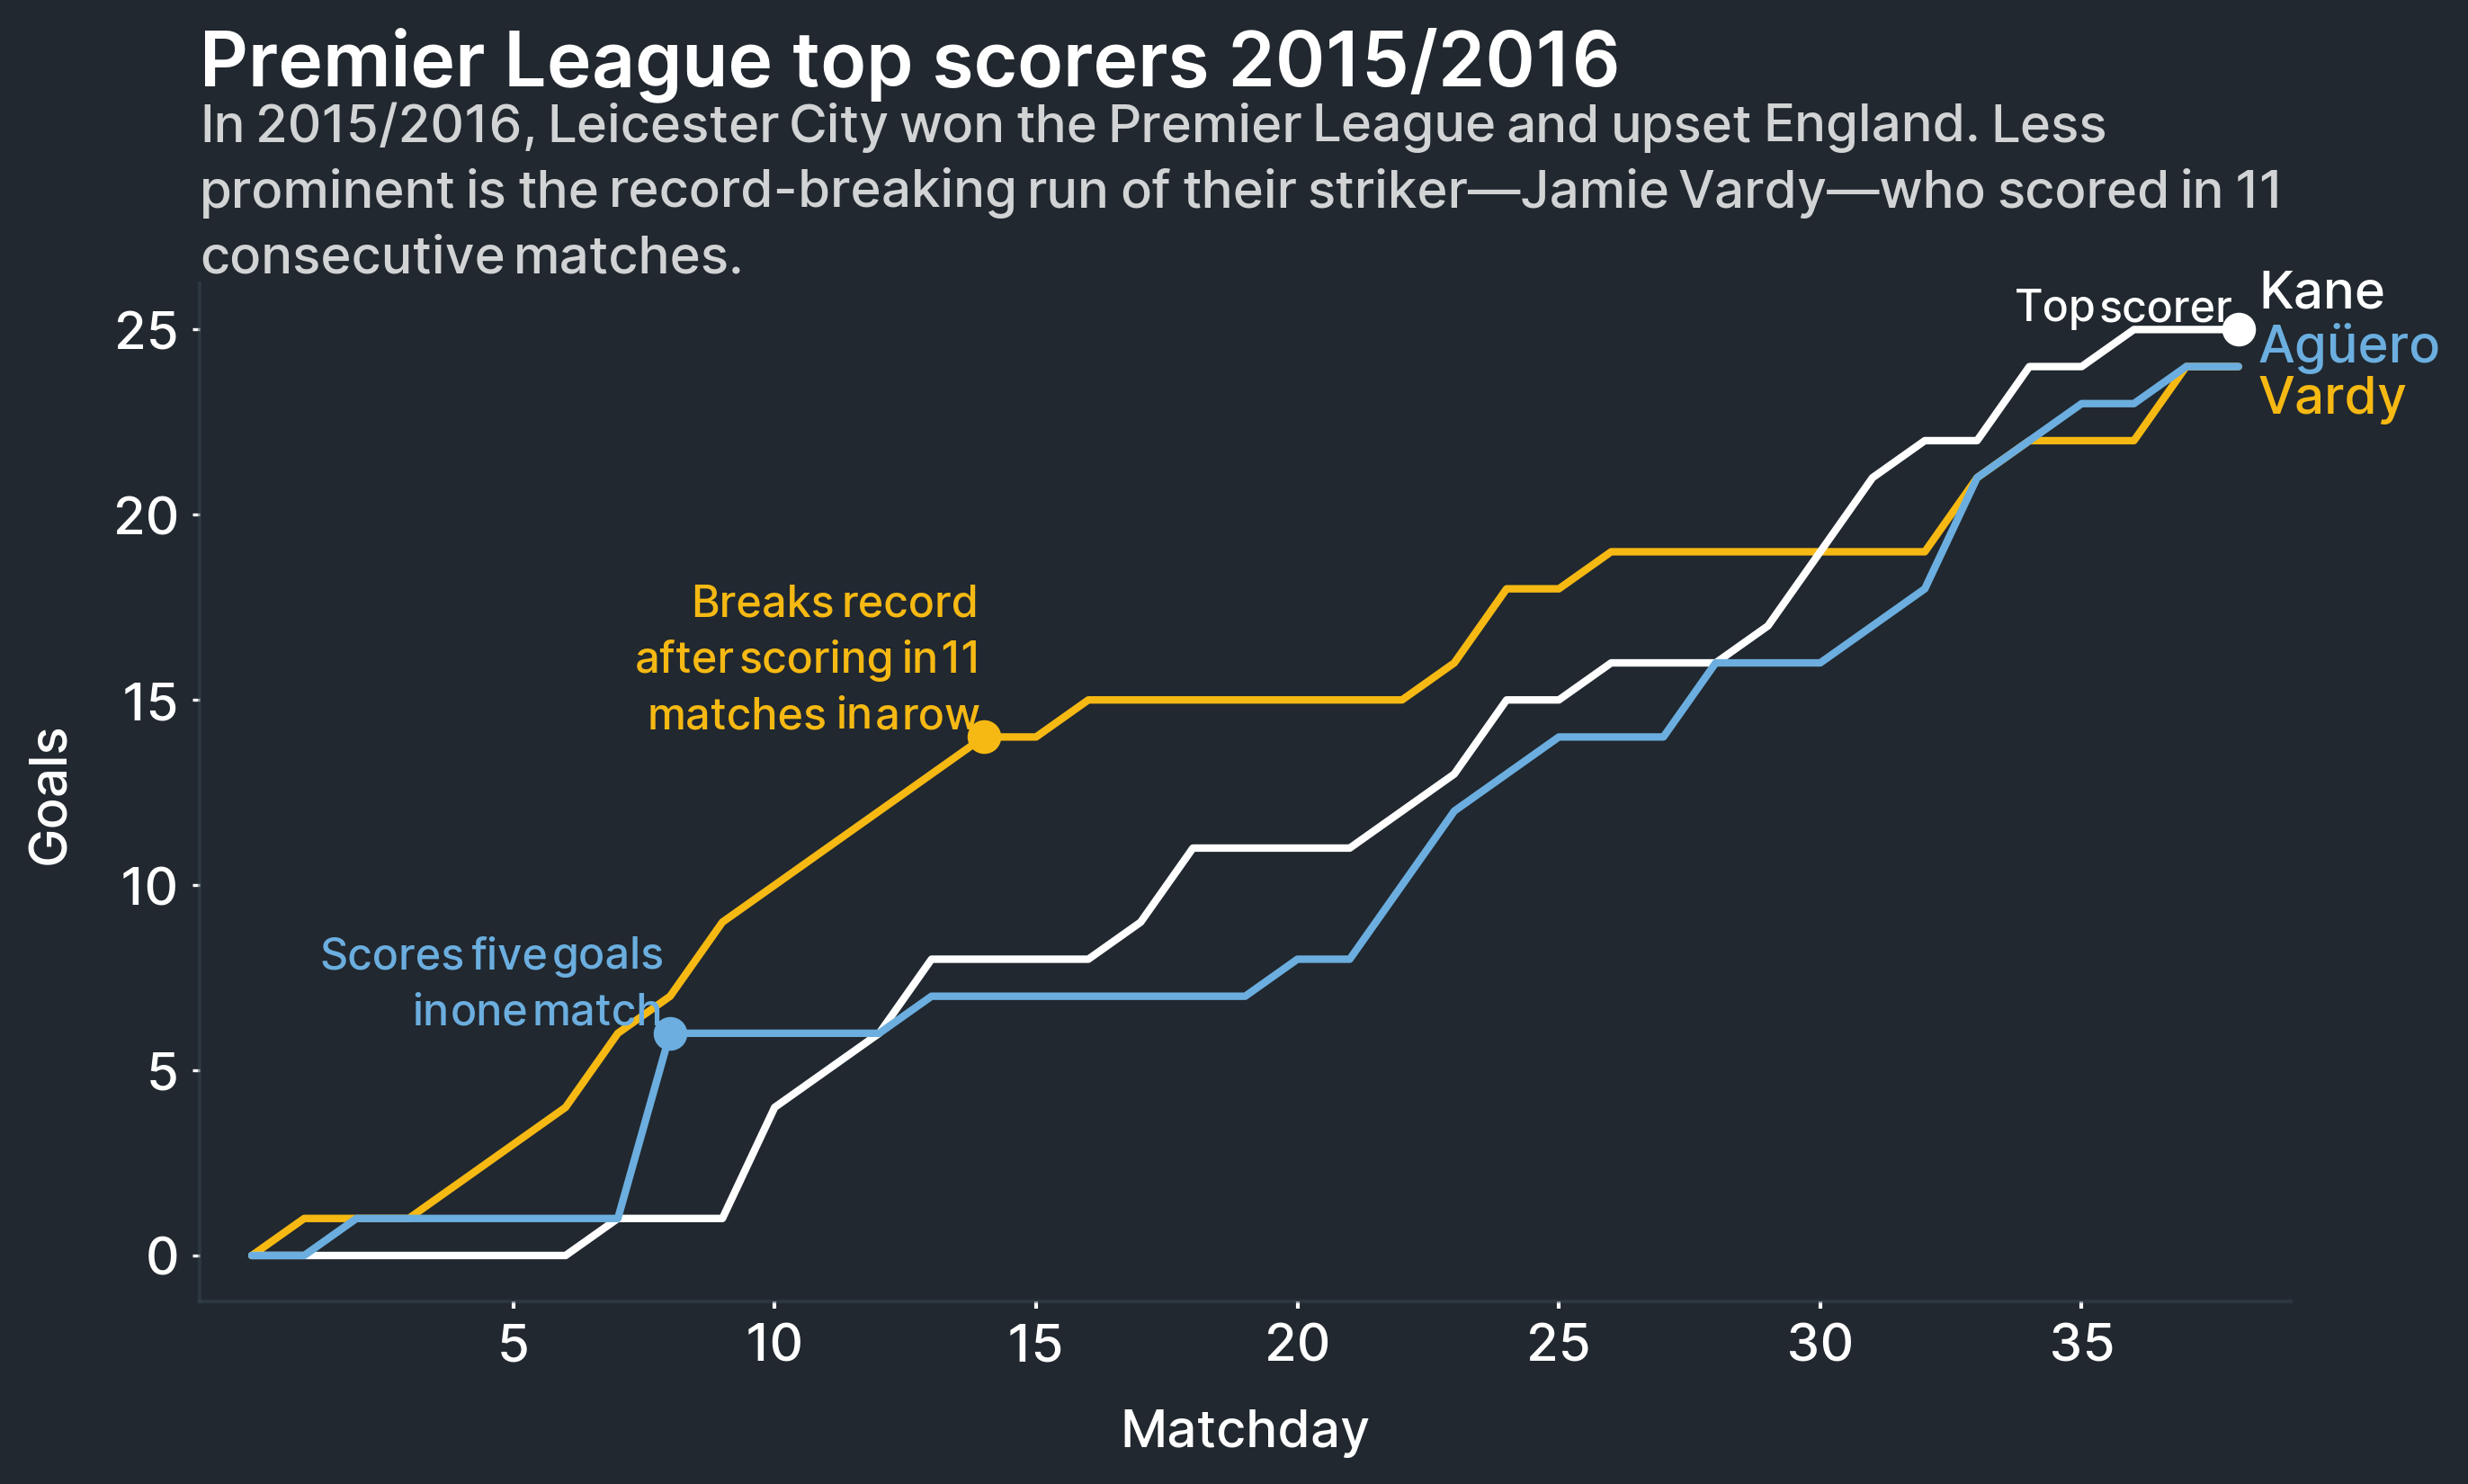 Premier League top scorers 2015/2016
In 2015/2016, Leicester City won the Premier League and upset England. Less
prominent is the record-breaking run of their striker—Jamie Vardy—who scored in 11
consecutive matches.
Top scorer
Kane
Agüero
Vardy
25
20
15
10
5
0
Goals
Breaks record
after scoring in 11
matches in a row
Scores five goals
in one match
5
10
15
20
25
30
35
Matchday